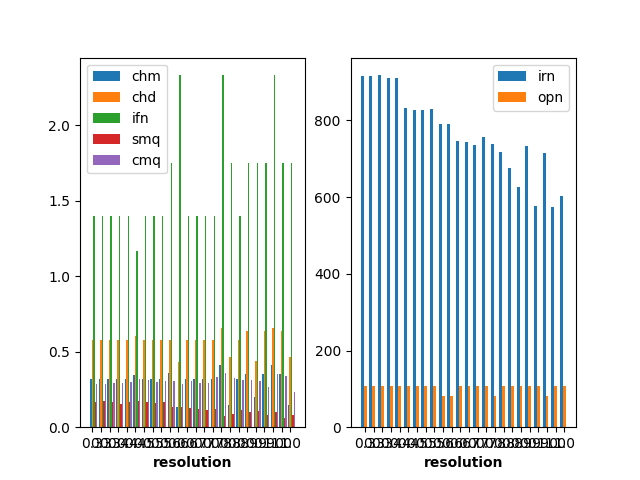 chm
chd
ifn
smq
cmq
2.0
1.5
1.0
0.5
0.0
resolution
irn
opn
800
600
400
200
0
resolution